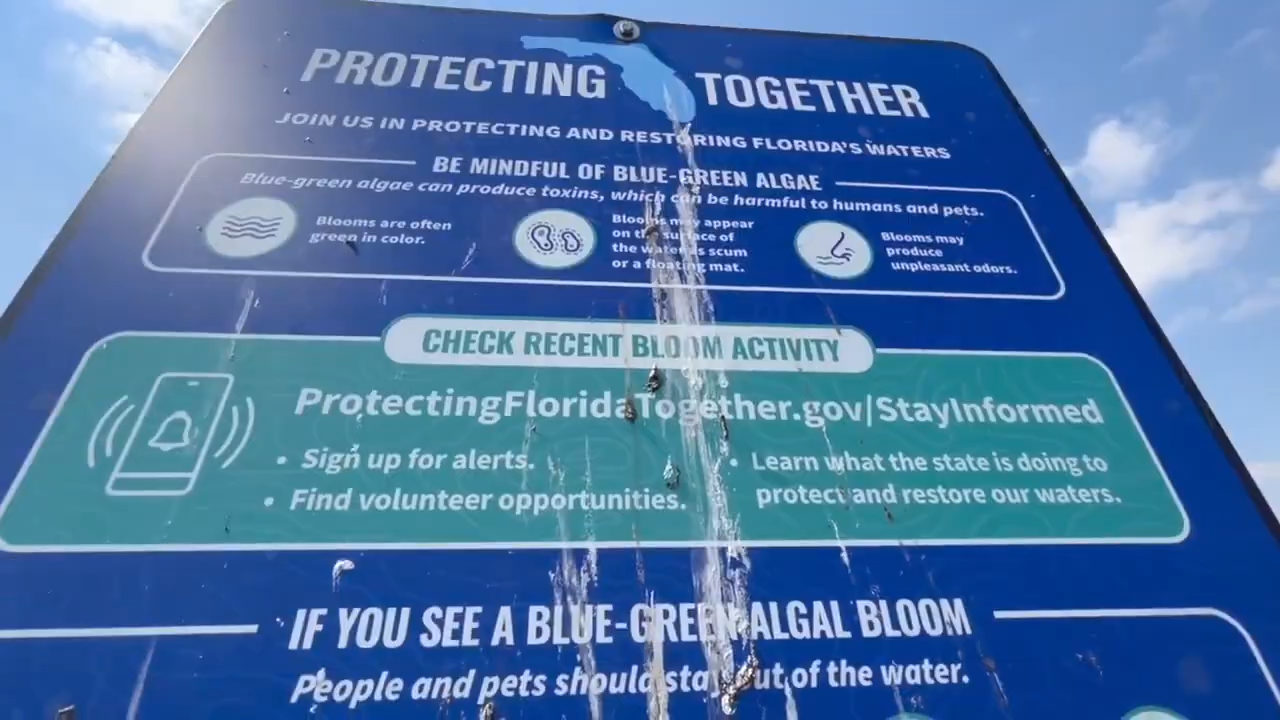 PROTECTING TOGETHER
JOIN US IN PROTECTING AND RESTORING FLORIDA'S WATERS
BE MINDFUL OF BLUE-GREEN ALGAE
Blue-green algae can produce toxins, which can be harmful to humans and pets.
Blooms are often
green in color.
Blooms may appear
on the surface of
the water as scum
or a floating mat.
Blooms may
produce
unpleasant odors.
CHECK RECENT BLOOM ACTIVITY
ProtectingFloridaTogether.gov/StayInformed
• Sign up for alerts.
• Find volunteer opportunities.
• Learn what the state is doing to
protect and restore our waters.
IF YOU SEE A BLUE-GREEN ALGAL BLOOM
People and pets should stay out of the water.